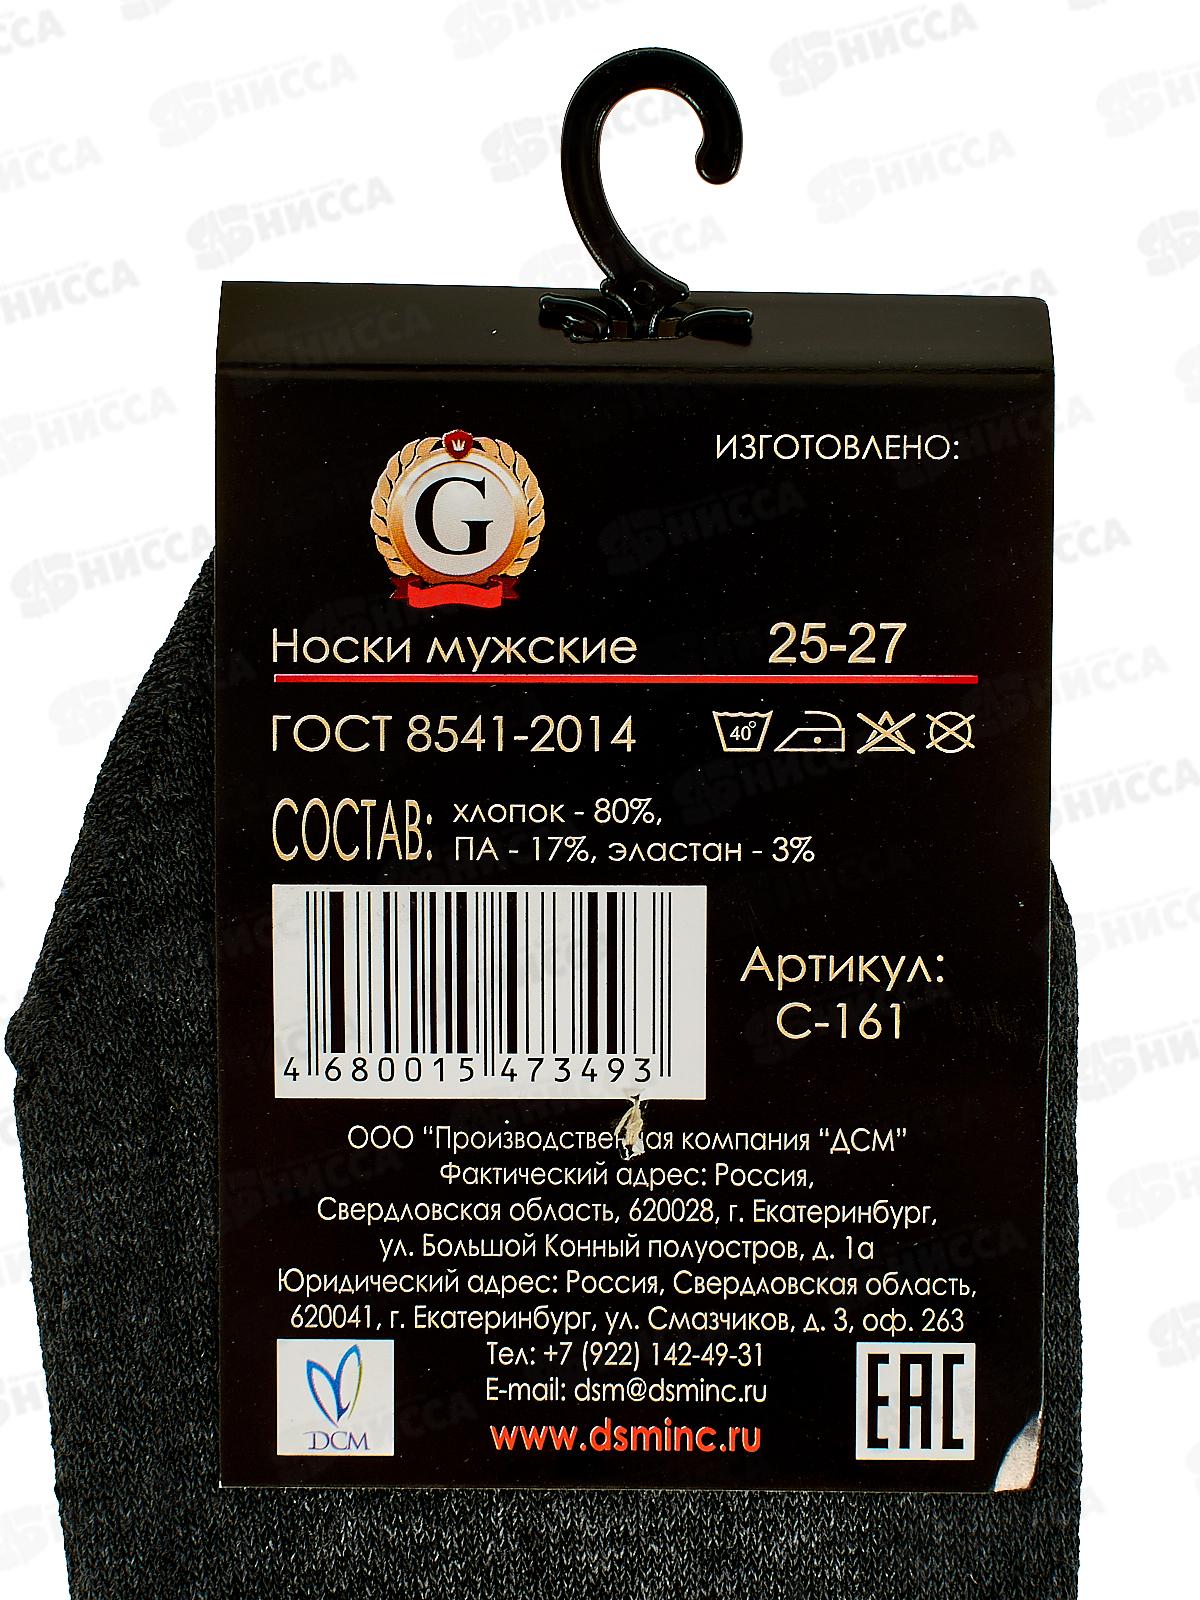 ИЗГОТОВЛЕНО:
G
Носки мужские 25-27
ГОСТ 8541-2014 40°
СОСТАВ: хлопок - 80%,
ПА - 17%, эластан - 3%
4 680015 473493
Артикул:
С-161
ООО “Производственная компания “ДСМ”
Фактический адрес: Россия,
Свердловская область, 620028, г. Екатеринбург,
ул. Большой Конный полуостров, д. 1а
Юридический адрес: Россия, Свердловская область,
620041, г. Екатеринбург, ул. Смазчиков, д. 3, оф. 263
Тел: +7 (922) 142-49-31
E-mail: dsm@dsminc.ru
www.dsminc.ru
ДСМ
EAC